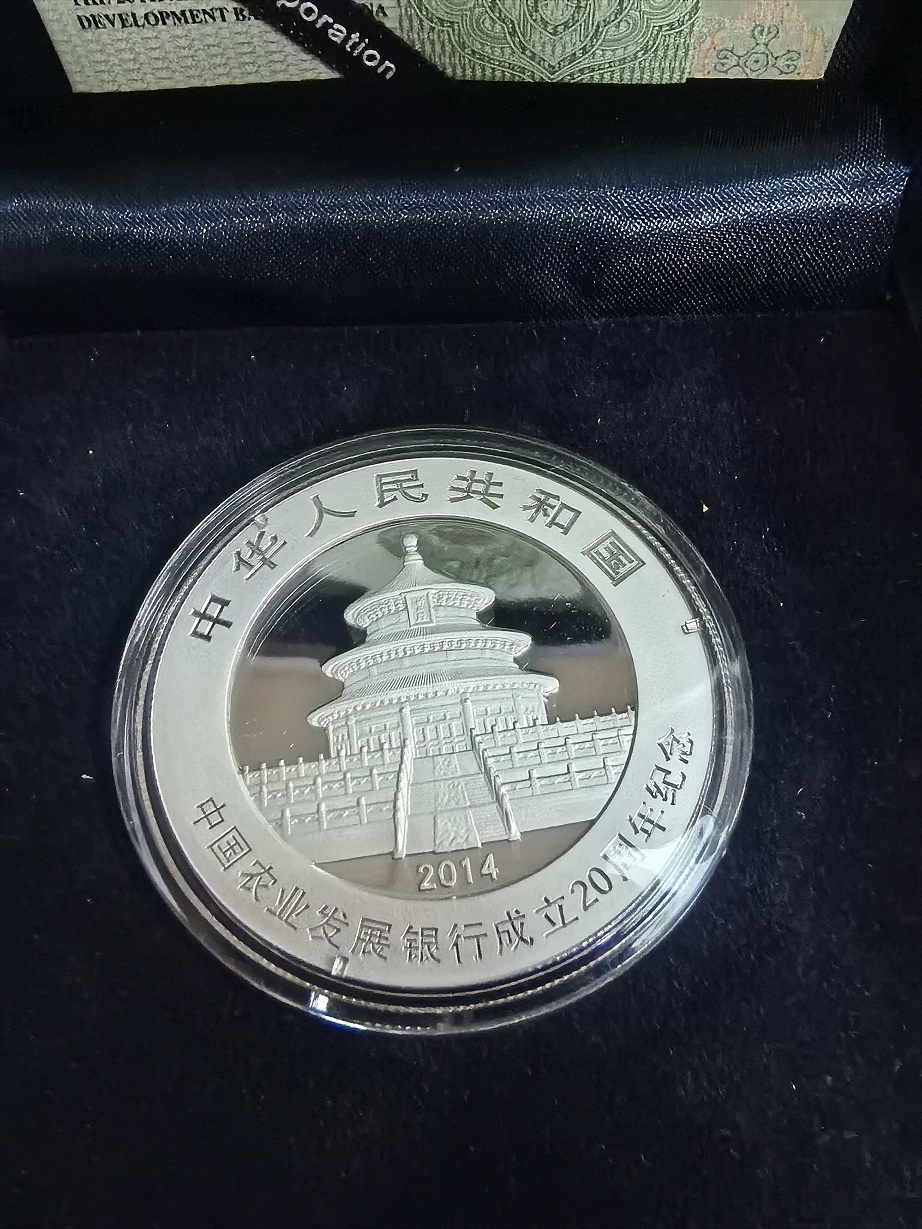 DEVELOPMENT BA
poration
中华人民共和国
2014
中国农业发展银行成立20周年纪念